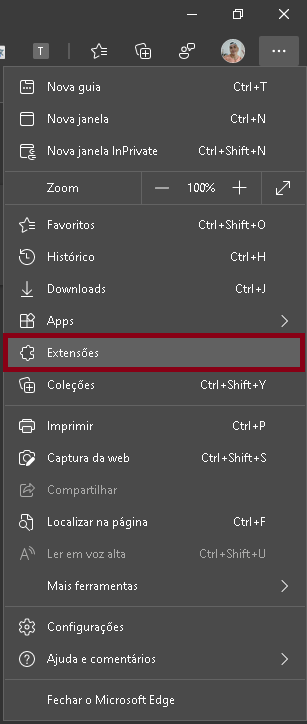 T
Nova guia Ctrl+T
Nova janela Ctrl+N
Nova janela InPrivate Ctrl+Shift+N
Zoom 100%
Favoritos Ctrl+Shift+O
Histórico Ctrl+H
Downloads Ctrl+J
Apps
Extensões
Coleções Ctrl+Shift+Y
Imprimir Ctrl+P
Captura da web Ctrl+Shift+S
Compartilhar
Localizar na página Ctrl+F
Ler em voz alta Ctrl+Shift+U
Mais ferramentas
Configurações
Ajuda e comentários
Fechar o Microsoft Edge